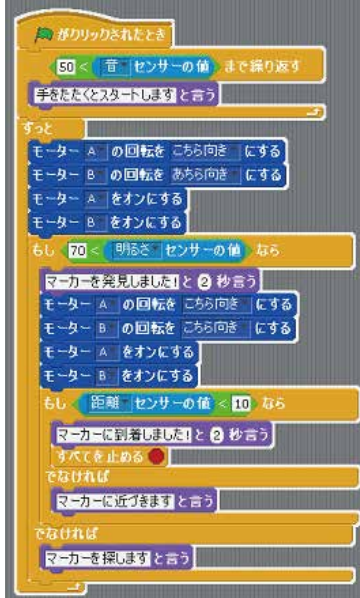 がクリックされたとき
50 < 音 センサーの値 まで繰り返す
手をたたくとスタートします と言う
ずっと
モーター A の回転を こちら向き にする
モーター B の回転を あちら向き にする
モーター A をオンにする
モーター B をオンにする
もし 70 < 明るさ センサーの値 なら
マーカーを発見しました! と 2 秒言う
モーター A の回転を こちら向き にする
モーター B の回転を こちら向き にする
モーター A をオンにする
モーター B をオンにする
もし 距離 センサーの値 < 10 なら
マーカーに到着しました! と 2 秒言う
すべてを止める
でなければ
マーカーに近づきます と言う
でなければ
マーカーを探します と言う